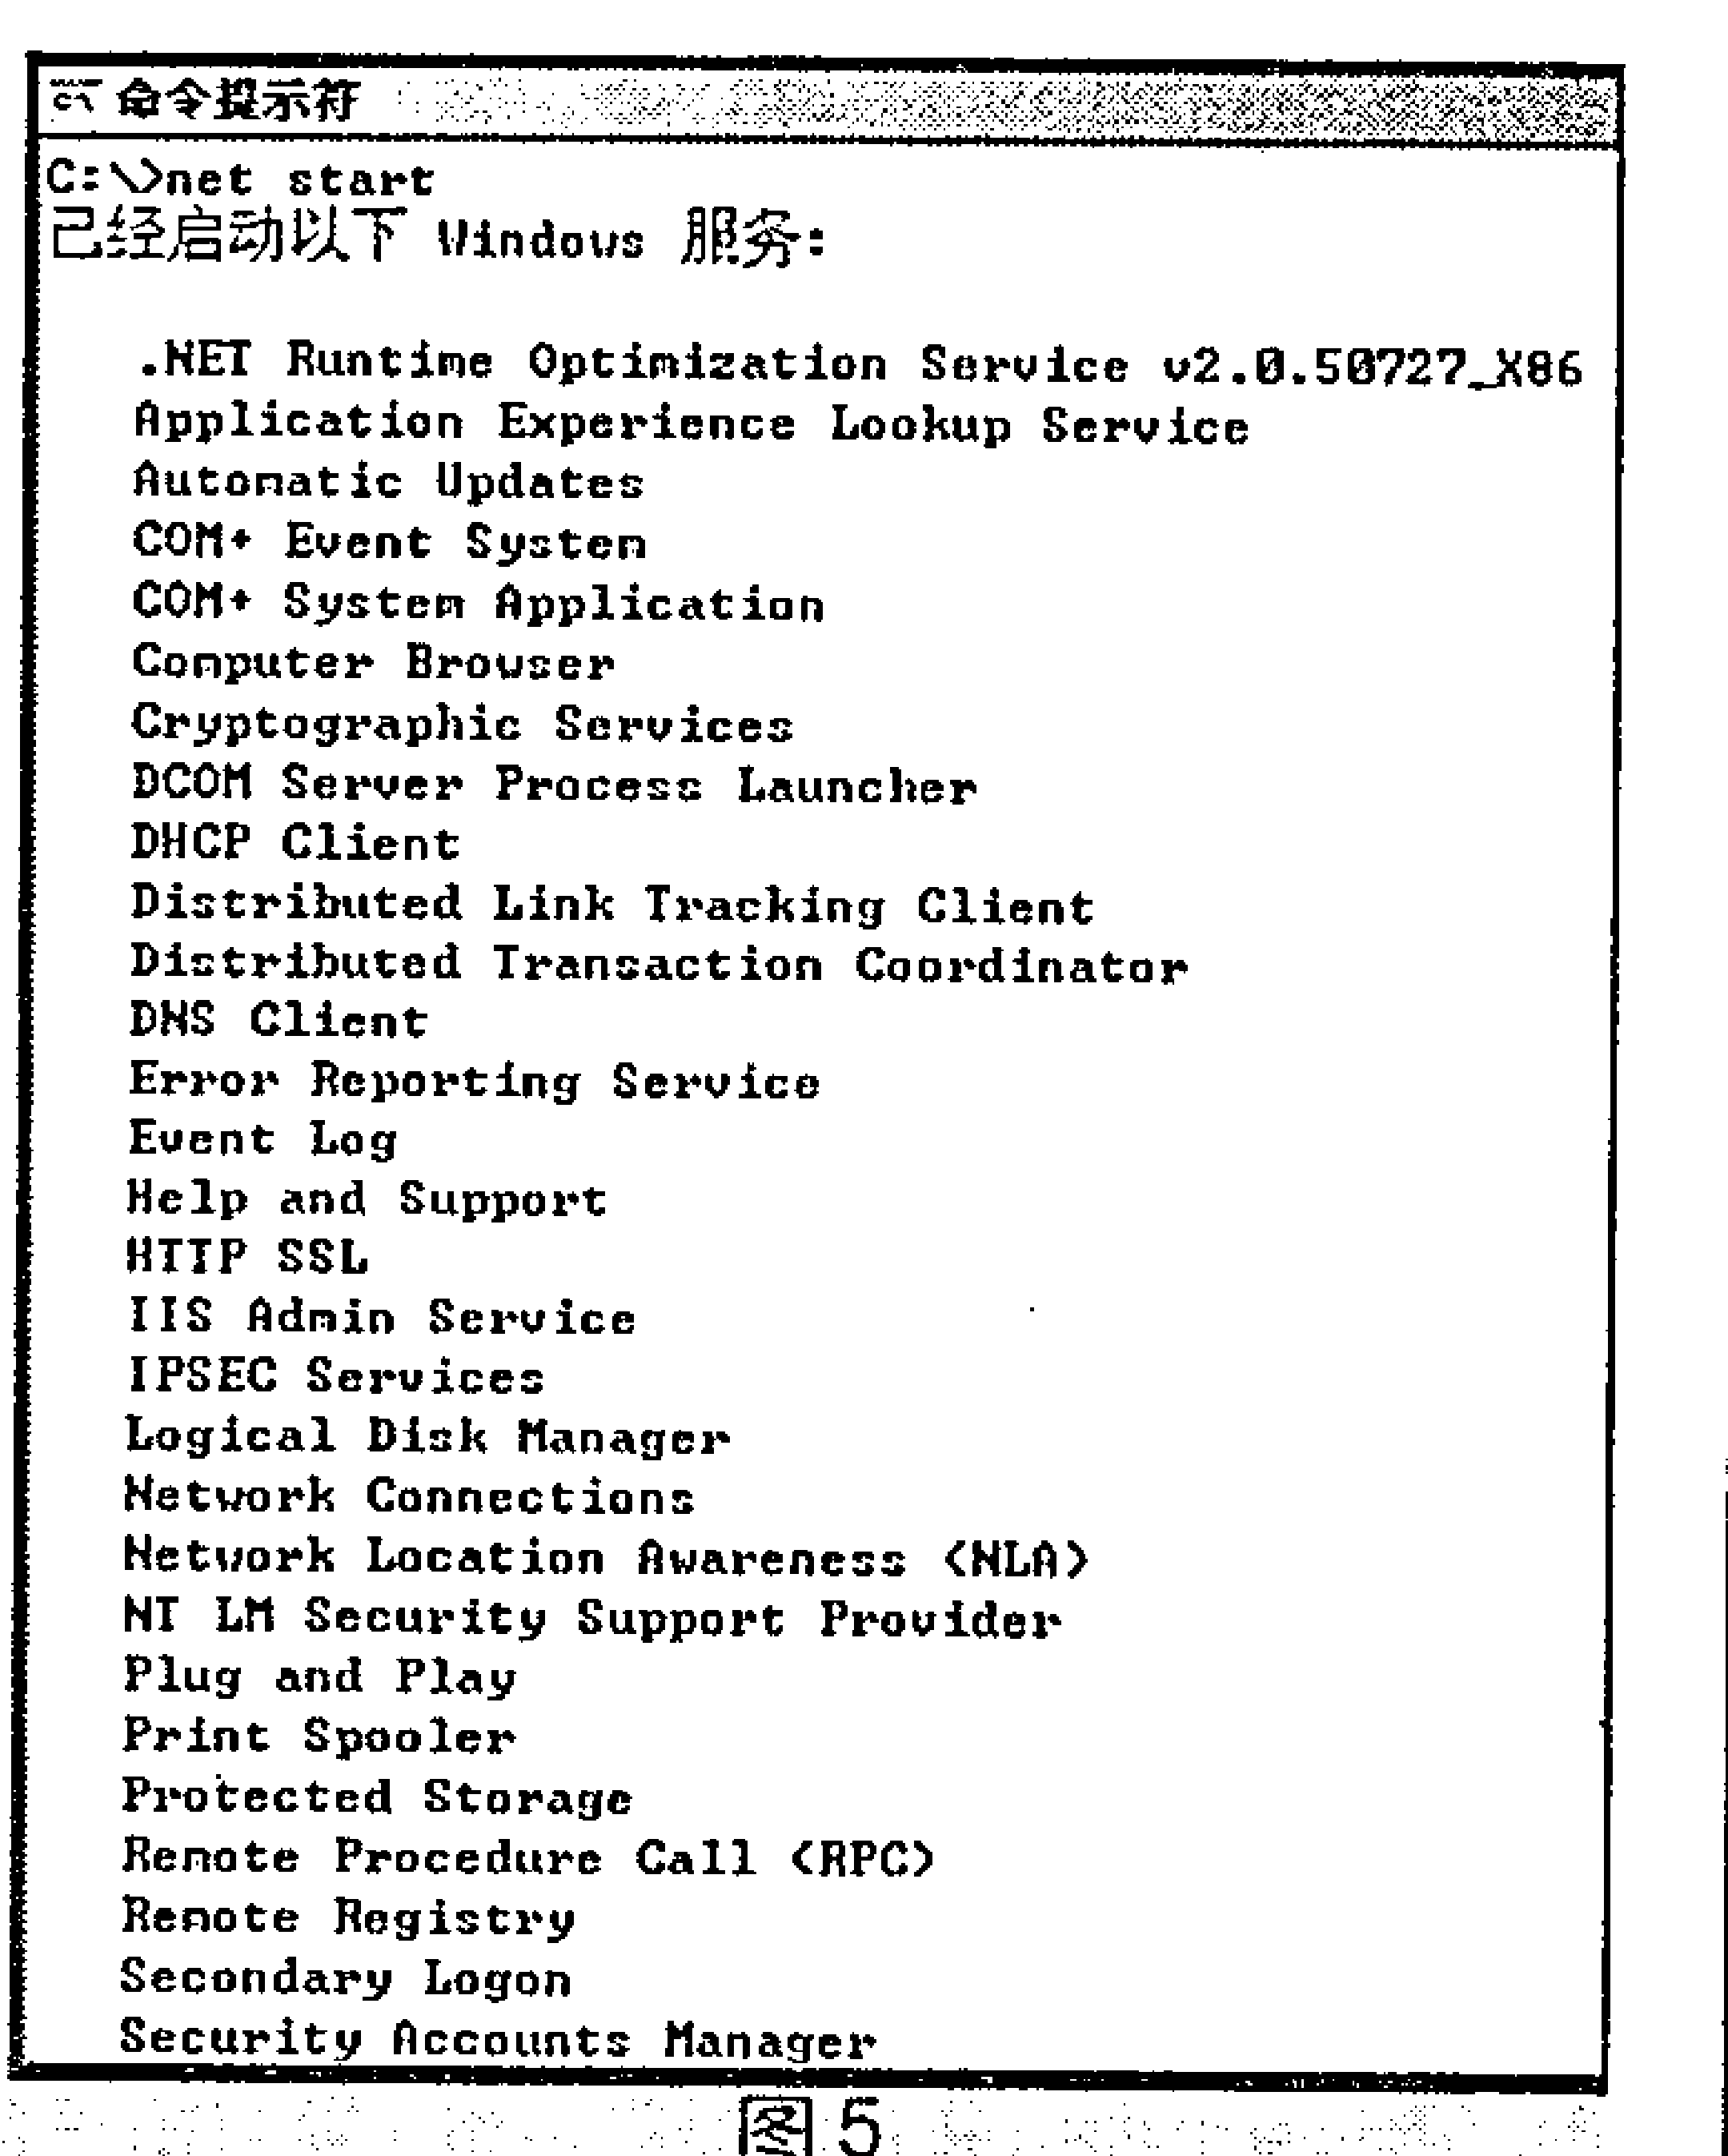 命令提示符
C:\>net start
已经启动以下 Windows 服务:
.NET Runtime Optimization Service v2.0.50727_X86
Application Experience Lookup Service
Automatic Updates
COM+ Event System
COM+ System Application
Computer Browser
Cryptographic Services
DCOM Server Process Launcher
DHCP Client
Distributed Link Tracking Client
Distributed Transaction Coordinator
DNS Client
Error Reporting Service
Event Log
Help and Support
HTTP SSL
IIS Admin Service
IPSEC Services
Logical Disk Manager
Network Connections
Network Location Awareness (NLA)
NT LM Security Support Provider
Plug and Play
Print Spooler
Protected Storage
Remote Procedure Call (RPC)
Remote Registry
Secondary Logon
Security Accounts Manager
图 5